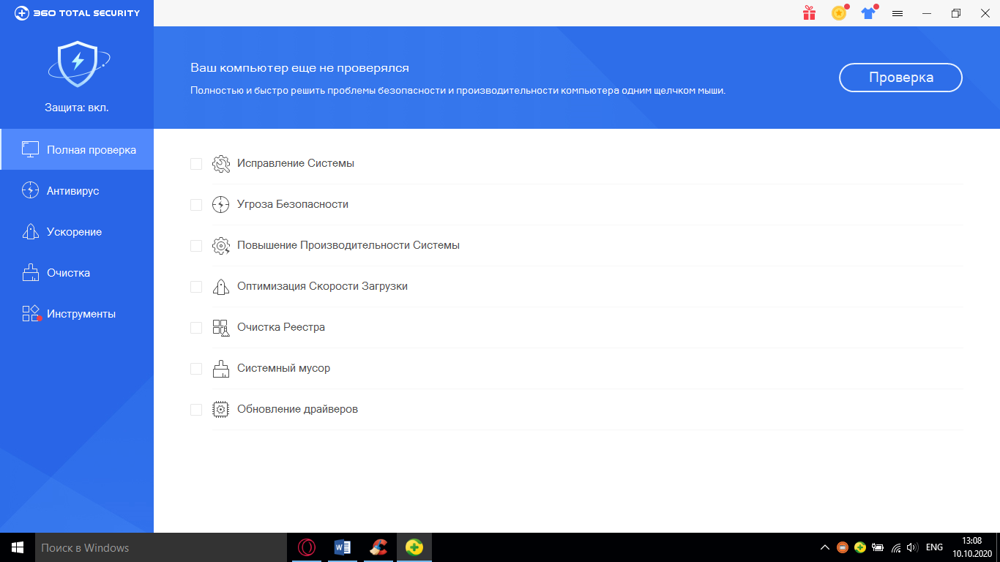 360 TOTAL SECURITY
Защита: вкл.
Полная проверка
Антивирус
Ускорение
Очистка
Инструменты
Ваш компьютер еще не проверялся
Полностью и быстро решить проблемы безопасности и производительности компьютера одним щелчком мыши.
Проверка
Исправление Системы
Угроза Безопасности
Повышение Производительности Системы
Оптимизация Скорости Загрузки
Очистка Реестра
Системный мусор
Обновление драйверов
Поиск в Windows
ENG
13:08
10.10.2020